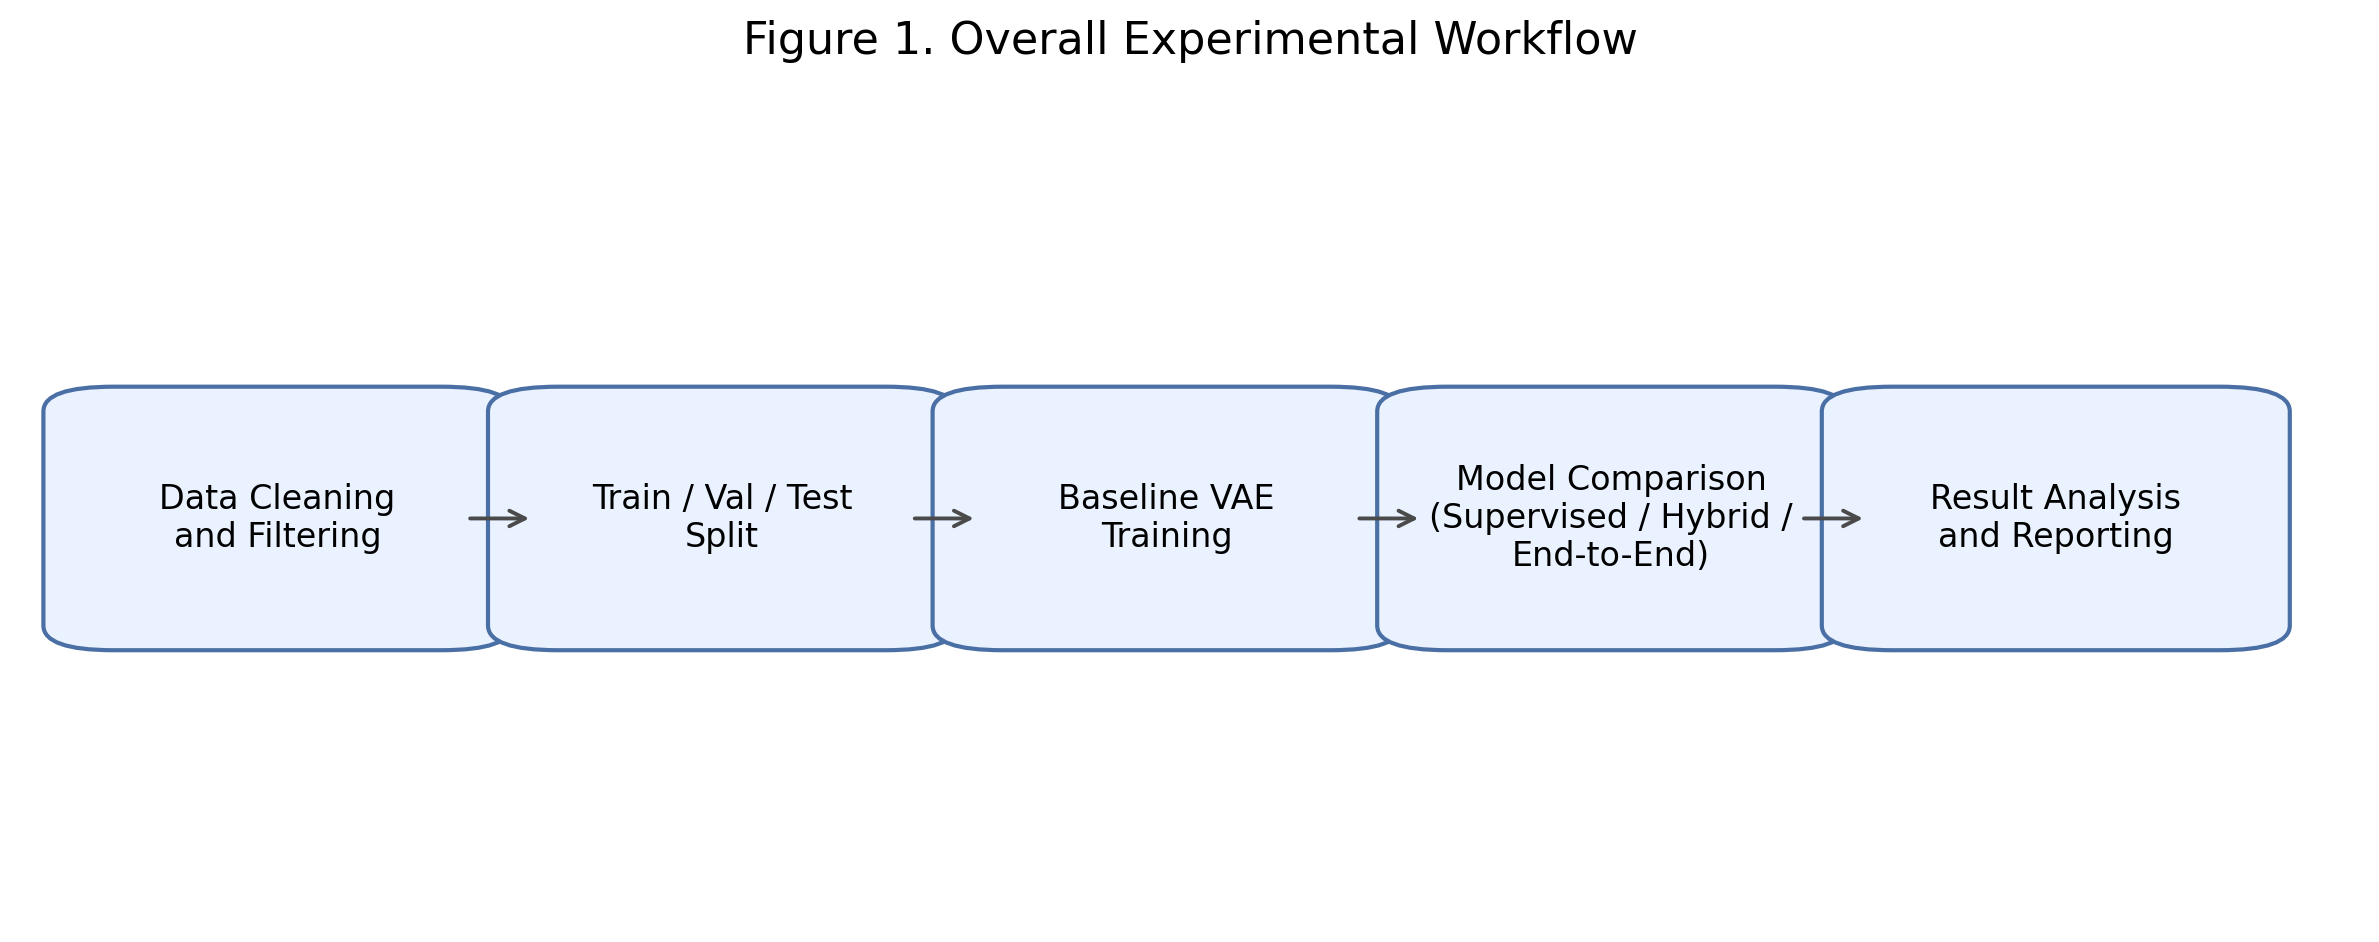 Figure 1. Overall Experimental Workflow
Data Cleaning
and Filtering
Train / Val / Test
Split
Baseline VAE
Training
Model Comparison
(Supervised / Hybrid /
End-to-End)
Result Analysis
and Reporting